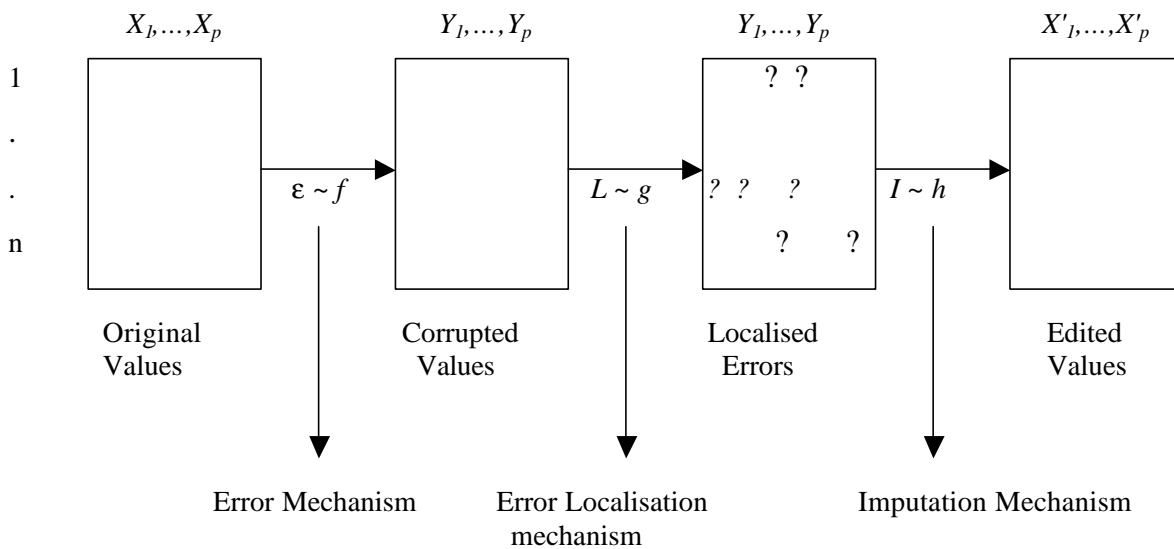 X1,...,Xp Y1,...,Yp Y1,...,Yp X'1,...,X'p
1 ? ?
.
. ε ~ f L ~ g ? ? ? I ~ h
n ? ?
Original Values
Corrupted Values
Localised Errors
Edited Values
Error Mechanism
Error Localisation mechanism
Imputation Mechanism